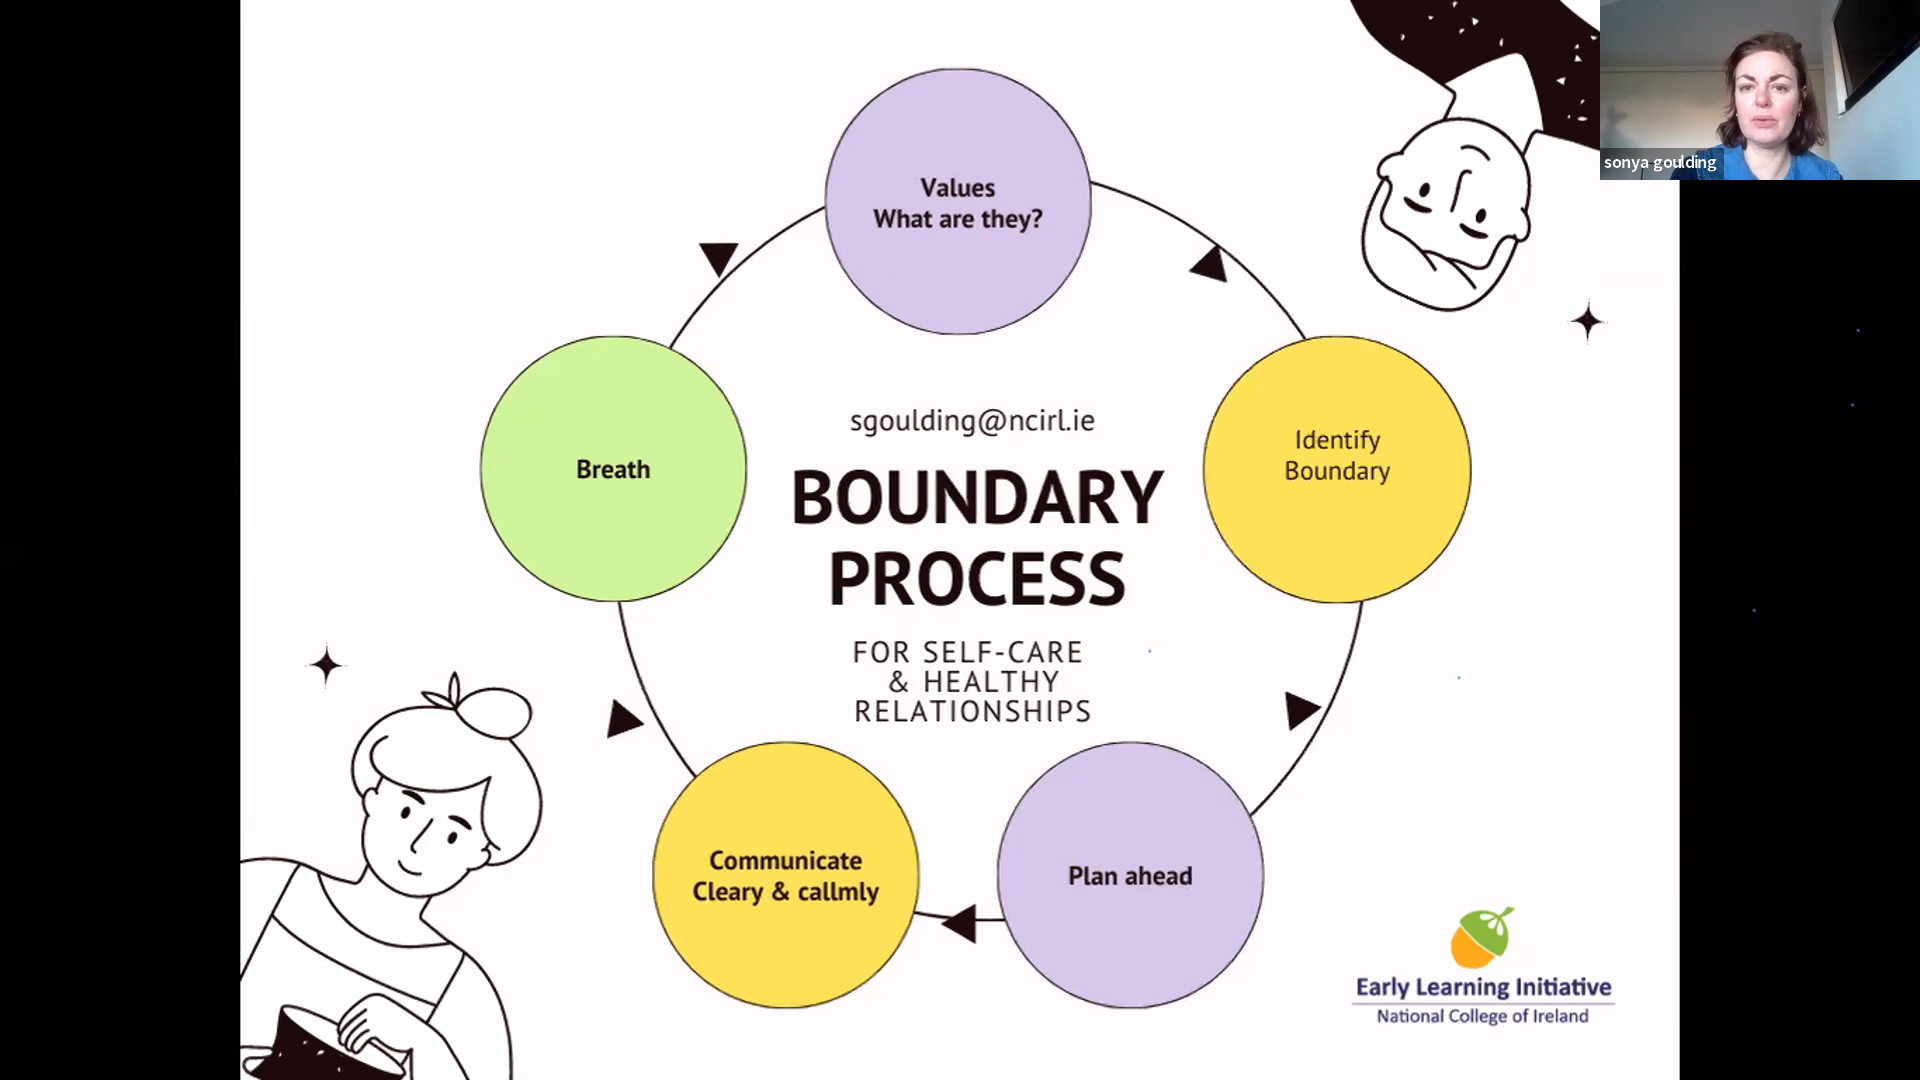 sonya goulding
Values
What are they?
Identify
Boundary
Breath
sgoulding@ncirl.ie
BOUNDARY
PROCESS
FOR SELF-CARE
& HEALTHY
RELATIONSHIPS
Communicate
Cleary & callmly
Plan ahead
Early Learning Initiative
National College of Ireland